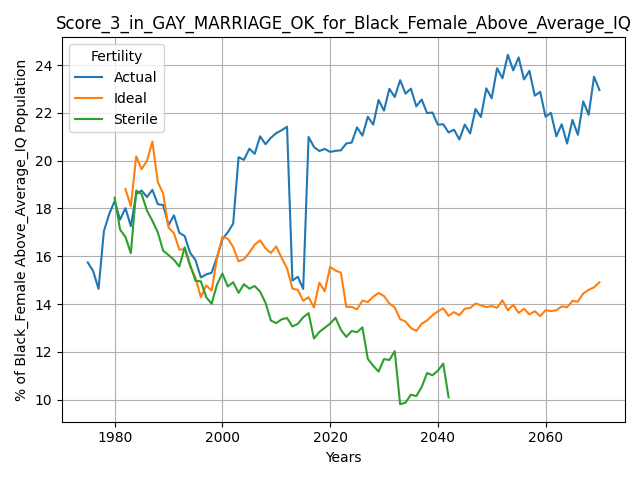 Score_3_in_GAY_MARRIAGE_OK_for_Black_Female_Above_Average_IQ
% of Black_Female Above_Average_IQ Population
24
22
20
18
16
14
12
10
Fertility
Actual
Ideal
Sterile
1980
2000
2020
2040
2060
Years